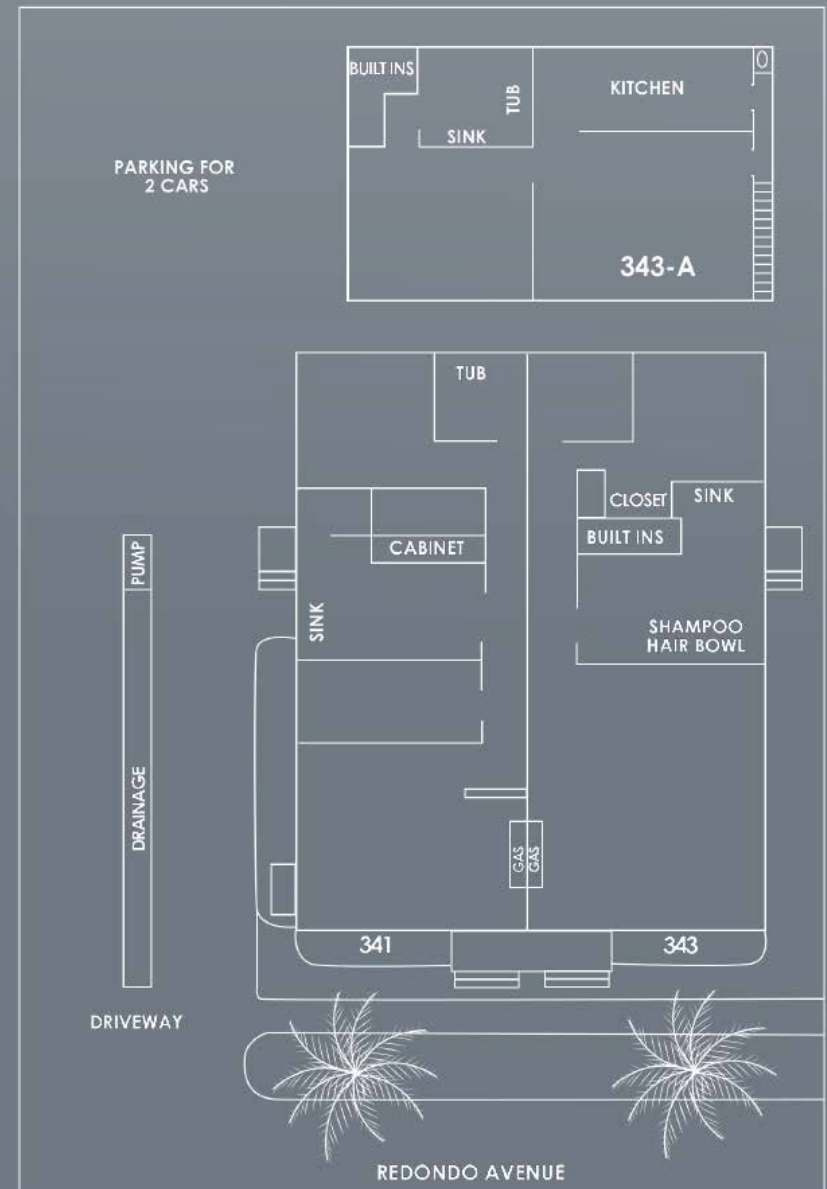 BUILT INS
TUB
KITCHEN
SINK
PARKING FOR
2 CARS
343-A
TUB
CLOSET
SINK
BUILT INS
CABINET
PUMP
SINK
SHAMPOO
HAIR BOWL
DRAINAGE
GAS
GAS
341
343
DRIVEWAY
REDONDO AVENUE